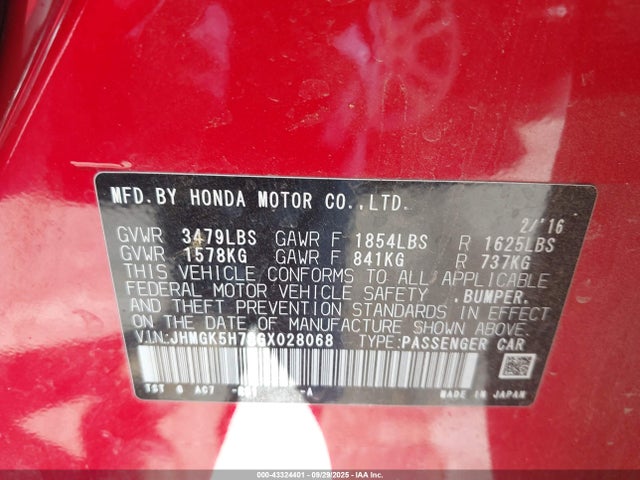 MFD.BY HONDA MOTOR CO.,LTD.
2/'16
GVWR 3479LBS GAWR F 1854LBS R 1625LBS
GVWR 1578KG GAWR F 841KG R 737KG
THIS VEHICLE CONFORMS TO ALL APPLICABLE
FEDERAL MOTOR VEHICLE SAFETY ,BUMPER,
AND THEFT PREVENTION STANDARDS IN EFFECT
ON THE DATE OF MANUFACTURE SHOWN ABOVE.
VIN: TYPE:PASSENGER CAR
AC7 -A MADE IN JAPAN
000-43324401 - 09/29/2025 - IAA Inc.